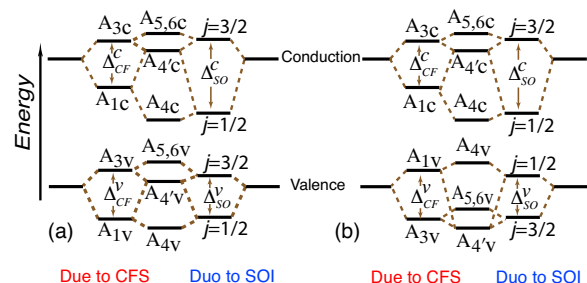 A3c A5,6c j=3/2 A3c A5,6c j=3/2
Energy
Δ^c_CF A4′c Δ^c_SO Conduction Δ^c_CF A4′c Δ^c_SO
A1c A4c j=1/2 A1c A4c j=1/2
A3v A5,6v j=3/2 A1v A4v j=1/2
Δ^v_CF A4′v Δ^v_SO Valence Δ^v_CF A5,6v Δ^v_SO
(a) A1v A4v j=1/2 (b) A3v A4′v j=3/2
Due to CFS Duo to SOI Due to CFS Duo to SOI